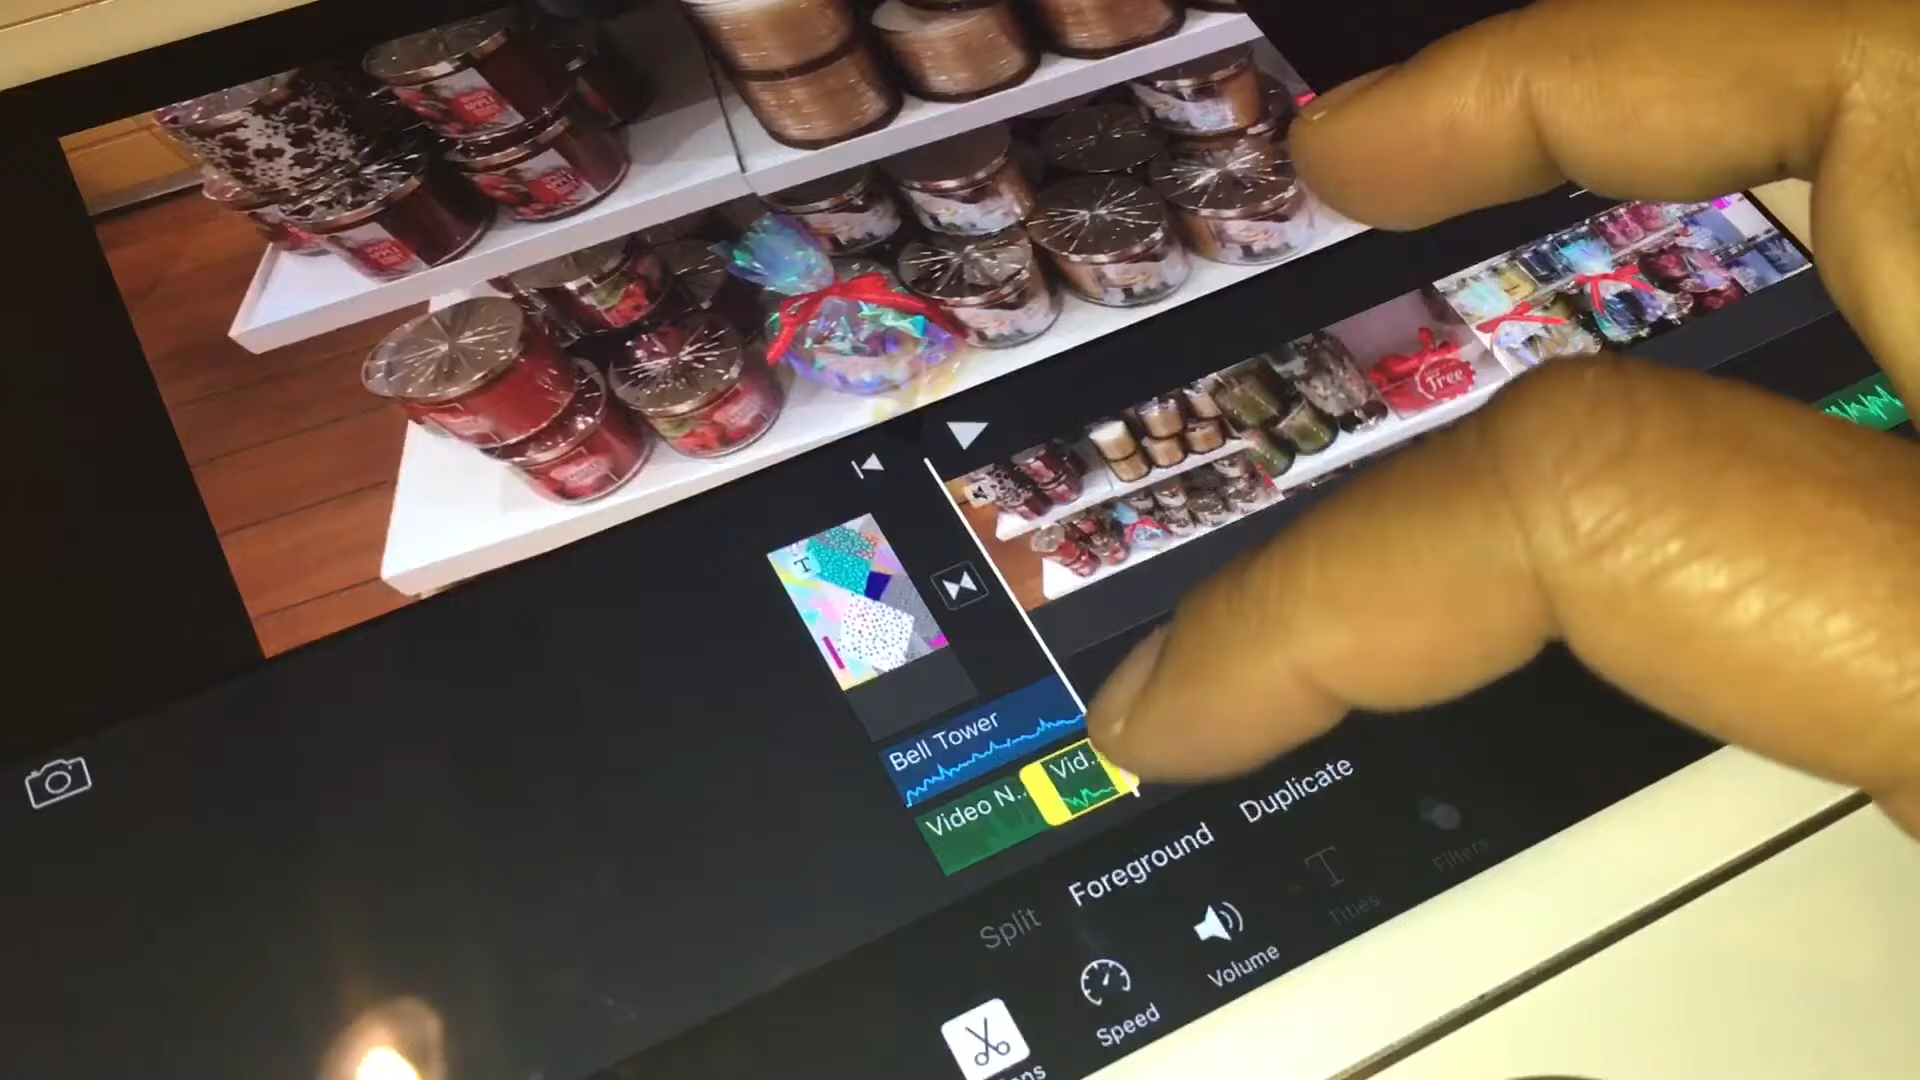 Free
T
Bell Tower
Video N..
Vid..
Split
Foreground
Duplicate
Speed
Volume
T
Titles
Filters